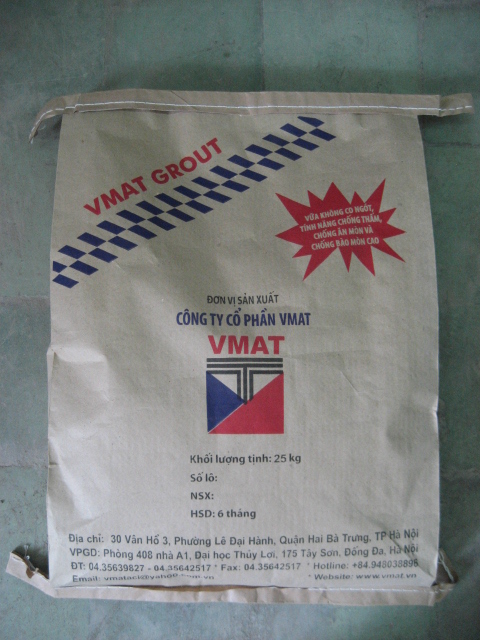 VMAT GROUT
VỮA KHÔNG CO NGÓT,
TÍNH NĂNG CHỐNG THẤM,
CHỐNG ĂN MÒN VÀ
CHỐNG BÀO MÒN CAO
ĐƠN VỊ SẢN XUẤT
CÔNG TY CỔ PHẦN VMAT
VMAT
Khối lượng tịnh: 25 kg
Số lô:
NSX:
HSD: 6 tháng
Địa chỉ: 30 Vân Hồ 3, Phường Lê Đại Hành, Quận Hai Bà Trưng, TP Hà Nội
VPGD: Phòng 408 nhà A1, Đại học Thủy Lợi, 175 Tây Sơn, Đống Đa, Hà Nội
ĐT: 04.35639827 - 04.35642517 * Fax: 04.35642517 * Hotline: +84.948038896
Email: * Website: www.vmat.vn